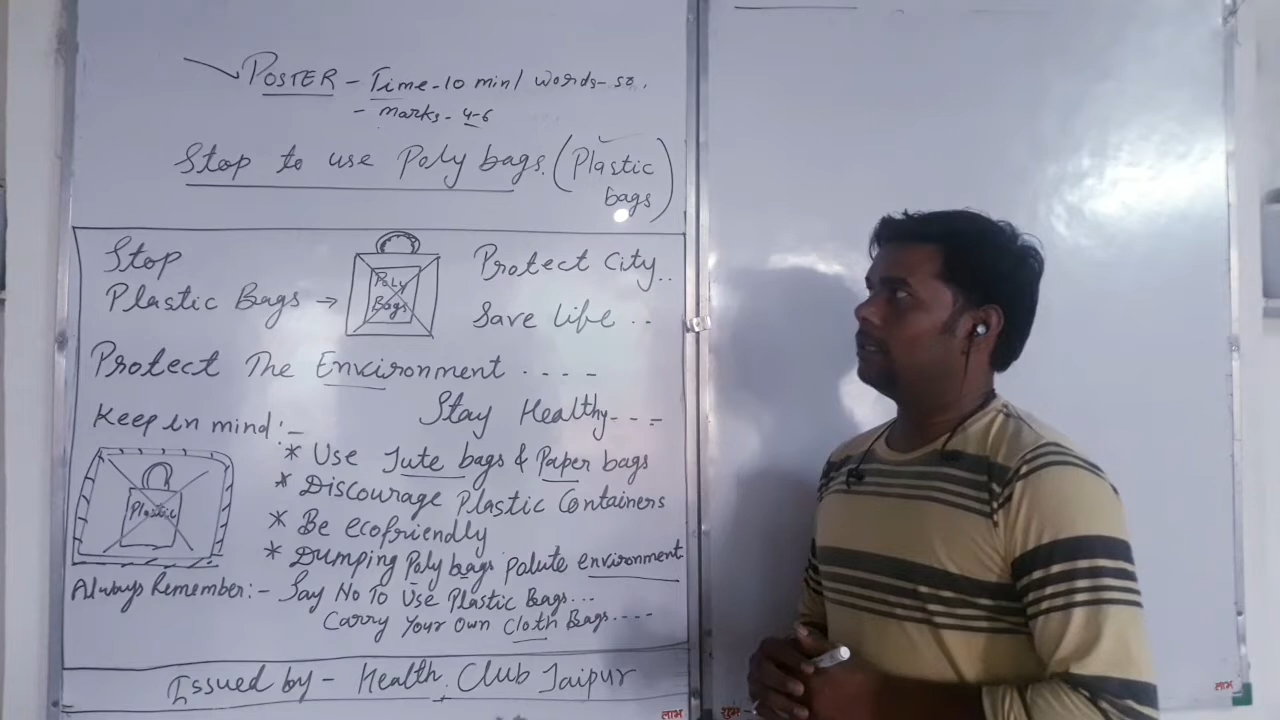 POSTER - Time-10 min/ words-50.
- marks- 4-6
Stop to use Poly bags. (Plastic bags)
Stop
Plastic Bags →
Poly
Bags
Protect City..
Save life ..
Protect The Environment ....
Stay Healthy---
Keep in mind:-
* Use Jute bags & Paper bags
* Discourage Plastic Containers
* Be ecofriendly
* Dumping Poly bags polute environment
Plastic
Always Remember:- Say No To Use Plastic Bags...
Carry Your Own Cloth Bags....
Issued by - Health Club Jaipur
लाभ
शुभ
लाभ